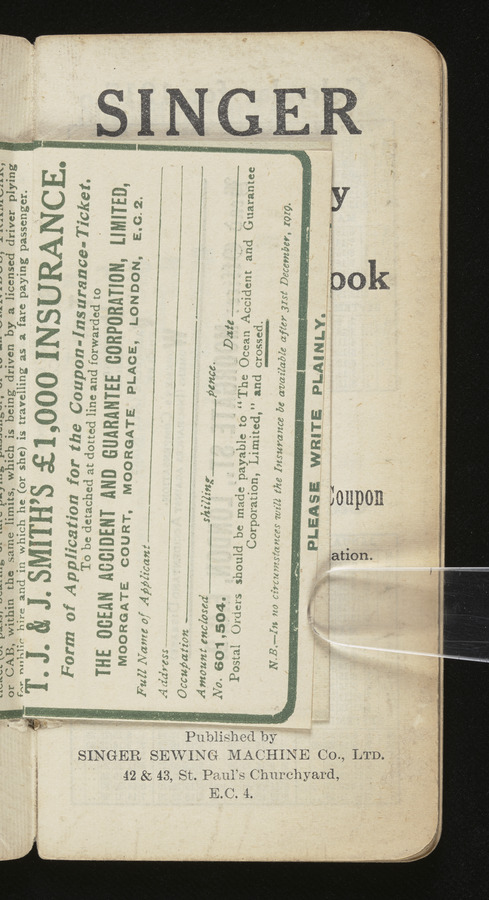 SINGER
y
ook
Coupon
ation.
or CAB, within the same limits, which is being driven by a licensed driver plying
for public hire and in which he (or she) is travelling as a fare paying passenger.
T. J. & J. SMITH'S £1,000 INSURANCE.
Form of Application for the Coupon-Insurance-Ticket.
To be detached at dotted line and forwarded to
THE OCEAN ACCIDENT AND GUARANTEE CORPORATION, LIMITED,
MOORGATE COURT, MOORGATE PLACE, LONDON, E.C. 2.
Full Name of Applicant
Address
Occupation
Amount enclosed shilling pence.
No. 601,504. Date
Postal Orders should be made payable to "The Ocean Accident and Guarantee
Corporation, Limited," and crossed.
N.B.—In no circumstances will the Insurance be available after 31st December, 1919.
PLEASE WRITE PLAINLY.
Published by
SINGER SEWING MACHINE Co., LTD.
42 & 43, St. Paul's Churchyard,
E.C. 4.